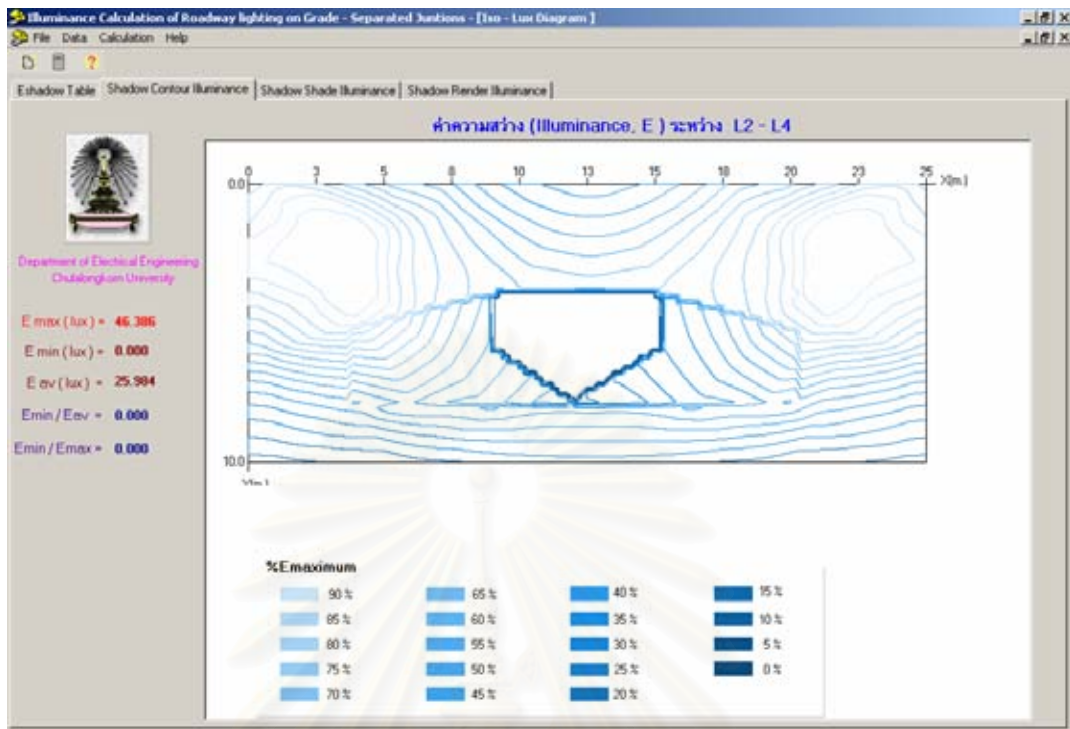 Illuminance Calculation of Roadway lighting on Grade - Separated Juntions - [Iso - Lux Diagram ]
File Data Calculation Help
Eshadow Table Shadow Contour Illuminance Shadow Shade Illuminance Shadow Render Illuminance
ค่าความสว่าง (Illuminance, E ) ระหว่าง L2 - L4
0 3 5 8 10 13 15 18 20 23 25 X(m.)
0.0
Department of Electrical Engineering
Chulalongkorn University
E max ( lux ) = 46.386
E min ( lux ) = 0.000
E av ( lux ) = 25.984
Emin / Eav = 0.000
Emin / Emax = 0.000
10.0
Y(m.)
%Emaximum
90 % 65 % 40 % 15 %
85 % 60 % 35 % 10 %
80 % 55 % 30 % 5 %
75 % 50 % 25 % 0 %
70 % 45 % 20 %